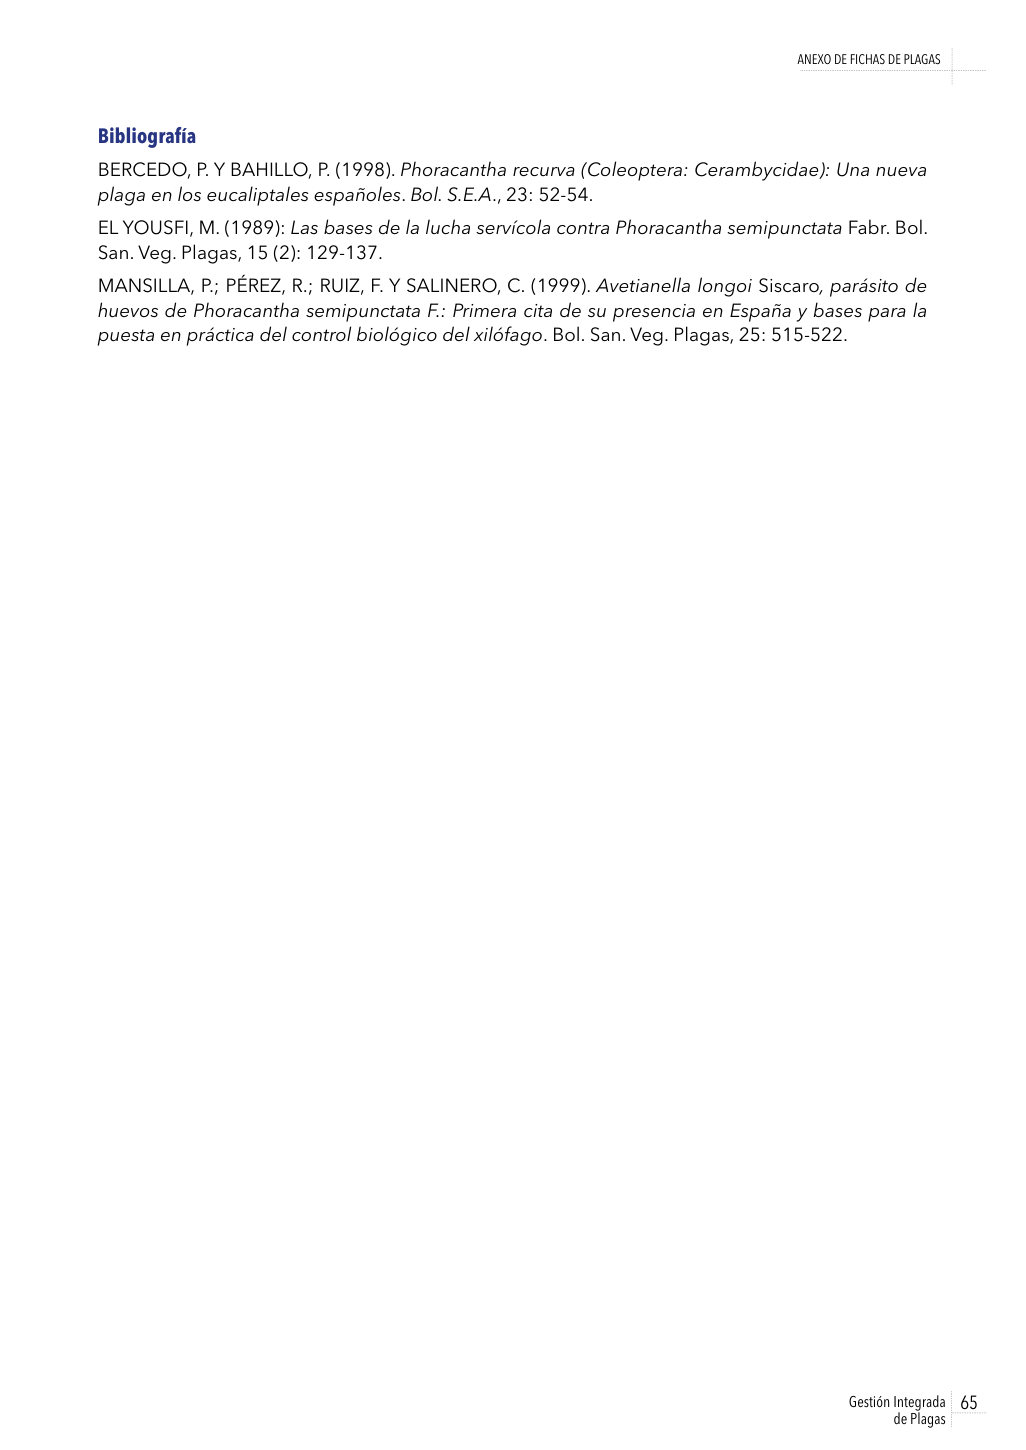 ANEXO DE FICHAS DE PLAGAS
Bibliografía
BERCEDO, P. Y BAHILLO, P. (1998). Phoracantha recurva (Coleoptera: Cerambycidae): Una nueva
plaga en los eucaliptales españoles. Bol. S.E.A., 23: 52-54.
EL YOUSFI, M. (1989): Las bases de la lucha servícola contra Phoracantha semipunctata Fabr. Bol.
San. Veg. Plagas, 15 (2): 129-137.
MANSILLA, P.; PÉREZ, R.; RUIZ, F. Y SALINERO, C. (1999). Avetianella longoi Siscaro, parásito de
huevos de Phoracantha semipunctata F.: Primera cita de su presencia en España y bases para la
puesta en práctica del control biológico del xilófago. Bol. San. Veg. Plagas, 25: 515-522.
Gestión Integrada 65
de Plagas